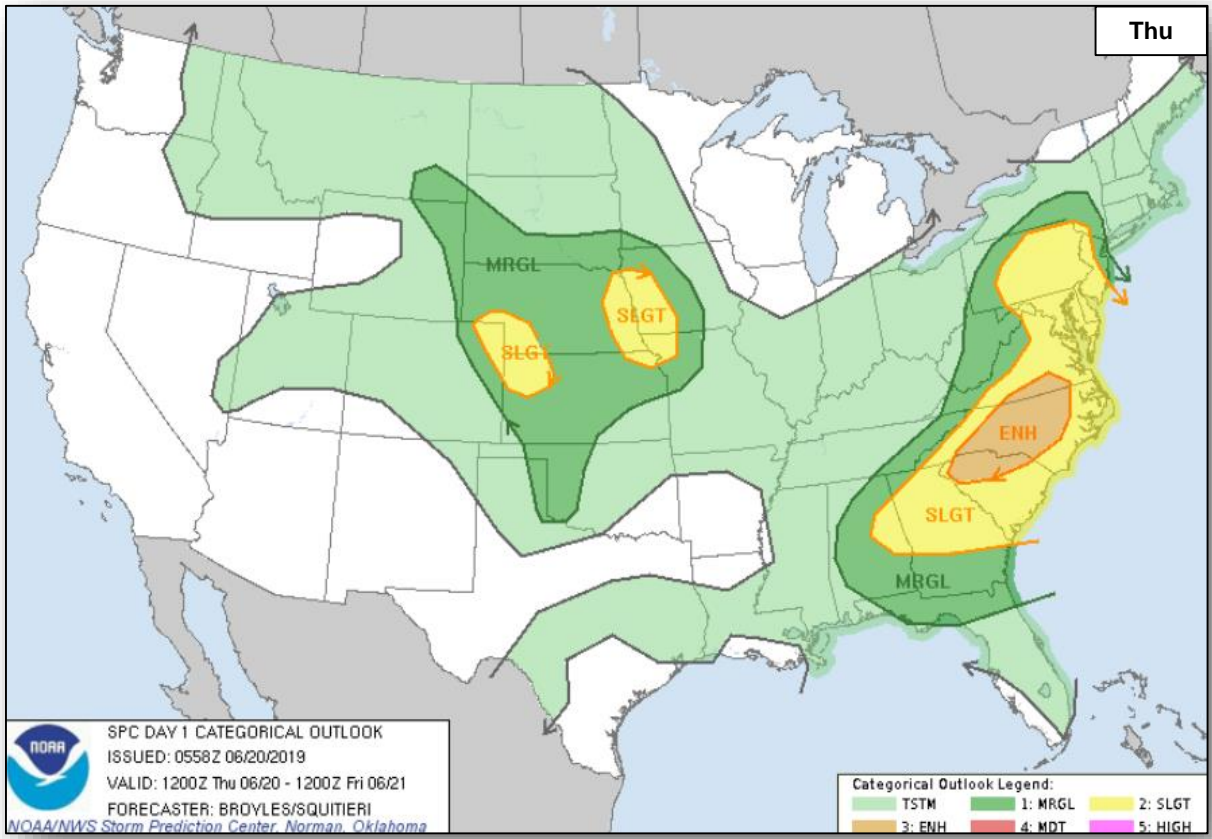 Thu
MRGL
SLGT
SLGT
ENH
SLGT
MRGL
NOAA
SPC DAY 1 CATEGORICAL OUTLOOK
ISSUED: 0558Z 06/20/2019
VALID: 1200Z Thu 06/20 - 1200Z Fri 06/21
FORECASTER: BROYLES/SQUITIERI
NOAA/NWS Storm Prediction Center, Norman, Oklahoma
Categorical Outlook Legend:
TSTM 1: MRGL 2: SLGT
3: ENH 4: MDT 5: HIGH